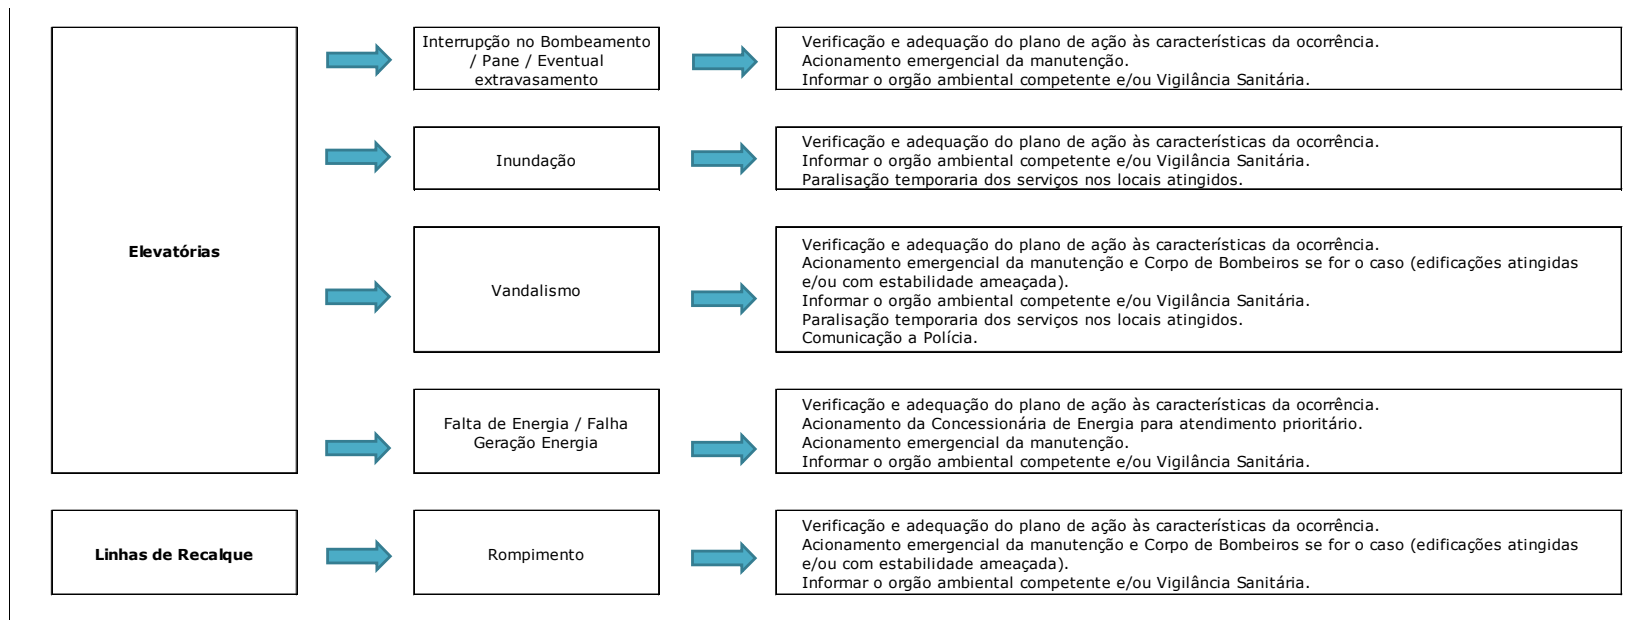 Elevatórias
Interrupção no Bombeamento
/ Pane / Eventual
extravasamento
Verificação e adequação do plano de ação às características da ocorrência.
Acionamento emergencial da manutenção.
Informar o orgão ambiental competente e/ou Vigilância Sanitária.
Inundação
Verificação e adequação do plano de ação às características da ocorrência.
Informar o orgão ambiental competente e/ou Vigilância Sanitária.
Paralisação temporaria dos serviços nos locais atingidos.
Vandalismo
Verificação e adequação do plano de ação às características da ocorrência.
Acionamento emergencial da manutenção e Corpo de Bombeiros se for o caso (edificações atingidas
e/ou com estabilidade ameaçada).
Informar o orgão ambiental competente e/ou Vigilância Sanitária.
Paralisação temporaria dos serviços nos locais atingidos.
Comunicação a Polícia.
Falta de Energia / Falha
Geração Energia
Verificação e adequação do plano de ação às características da ocorrência.
Acionamento da Concessionária de Energia para atendimento prioritário.
Acionamento emergencial da manutenção.
Informar o orgão ambiental competente e/ou Vigilância Sanitária.
Linhas de Recalque
Rompimento
Verificação e adequação do plano de ação às características da ocorrência.
Acionamento emergencial da manutenção e Corpo de Bombeiros se for o caso (edificações atingidas
e/ou com estabilidade ameaçada).
Informar o orgão ambiental competente e/ou Vigilância Sanitária.